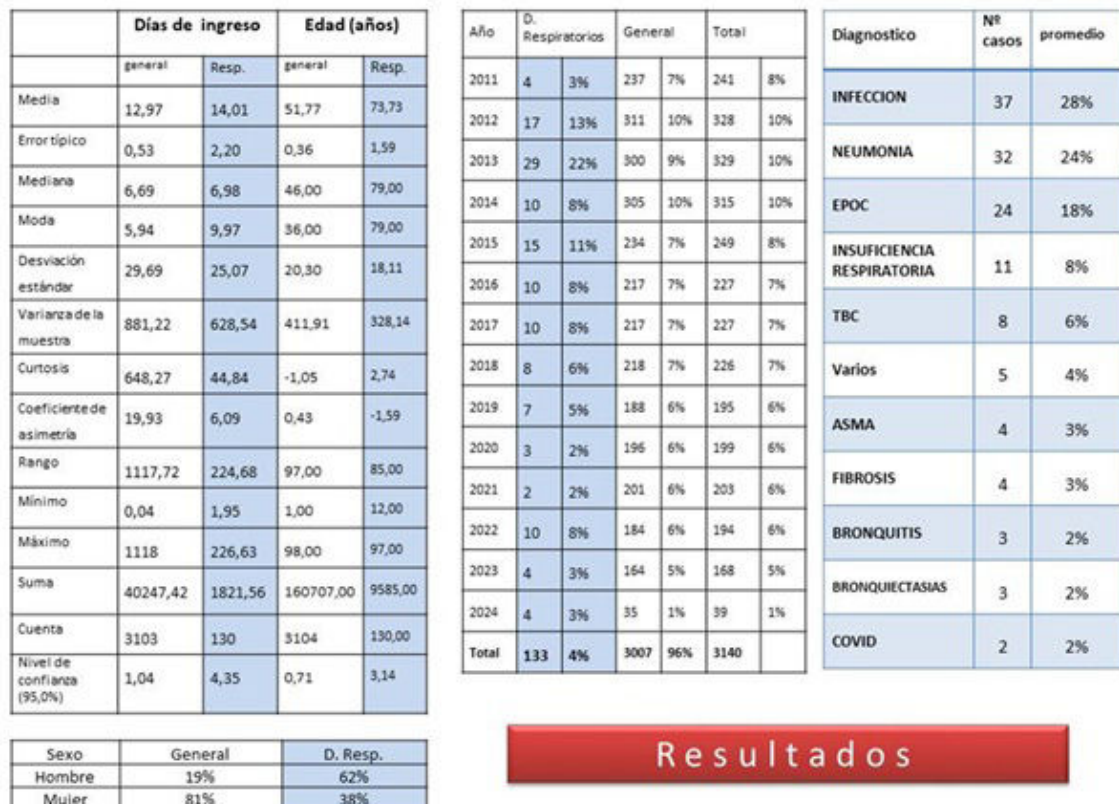 Días de ingreso Edad (años)
general Resp. general Resp.
Media 12,97 14,01 51,77 73,73
Error típico 0,53 2,20 0,36 1,59
Mediana 6,69 6,98 46,00 79,00
Moda 5,94 9,97 36,00 79,00
Desviación
estándar 29,69 25,07 20,30 18,11
Varianza de la
muestra 881,22 628,54 411,91 328,14
Curtosis 648,27 44,84 -1,05 2,74
Coeficiente de
asimetría 19,93 6,09 0,43 -1,59
Rango 1117,72 224,68 97,00 85,00
Mínimo 0,04 1,95 1,00 12,00
Máximo 1118 226,63 98,00 97,00
Suma 40247,42 1821,56 160707,00 9585,00
Cuenta 3103 130 3104 130,00
Nivel de
confianza
(95,0%) 1,04 4,35 0,71 3,14
Sexo General D. Resp.
Hombre 19% 62%
Mujer 81% 38%
Año D.
Respiratorios General Total
2011 4 3% 237 7% 241 8%
2012 17 13% 311 10% 328 10%
2013 29 22% 300 9% 329 10%
2014 10 8% 305 10% 315 10%
2015 15 11% 234 7% 249 8%
2016 10 8% 217 7% 227 7%
2017 10 8% 217 7% 227 7%
2018 8 6% 218 7% 226 7%
2019 7 5% 188 6% 195 6%
2020 3 2% 196 6% 199 6%
2021 2 2% 201 6% 203 6%
2022 10 8% 184 6% 194 6%
2023 4 3% 164 5% 168 5%
2024 4 3% 35 1% 39 1%
Total 133 4% 3007 96% 3140
Diagnostico Nº
casos promedio
INFECCION 37 28%
NEUMONIA 32 24%
EPOC 24 18%
INSUFICIENCIA
RESPIRATORIA 11 8%
TBC 8 6%
Varios 5 4%
ASMA 4 3%
FIBROSIS 4 3%
BRONQUITIS 3 2%
BRONQUIECTASIAS 3 2%
COVID 2 2%
Resultados